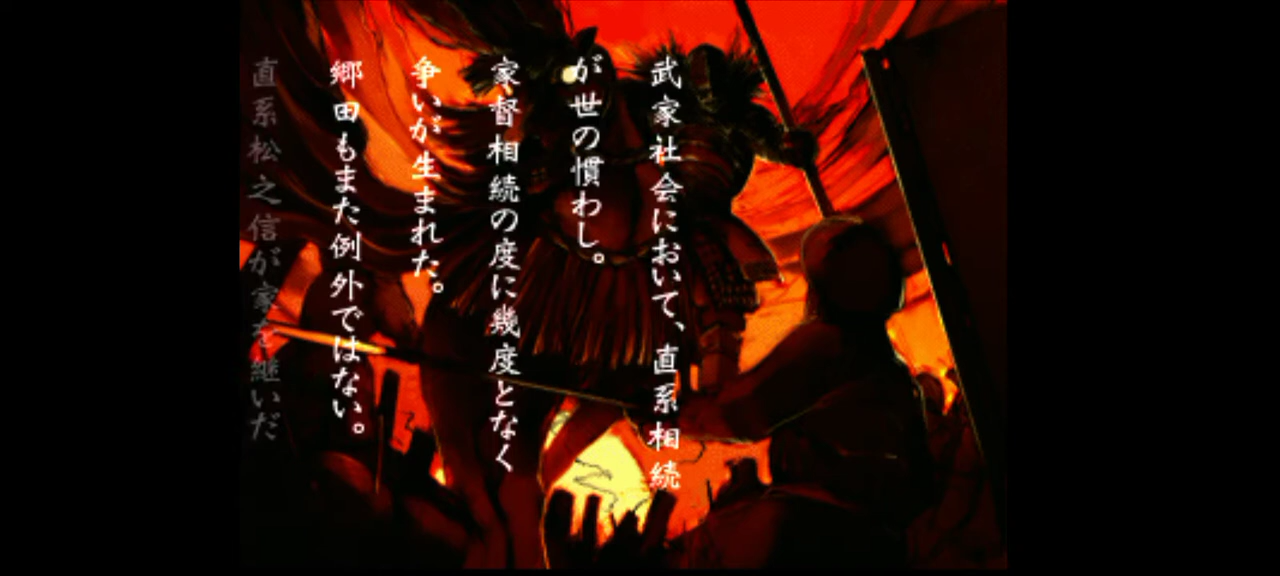 武家社会において、直系相続
が世の慣わし。
家督相続の度に幾度となく
争いが生まれた。
郷田もまた例外ではない。
直系松之信が家を継いだ